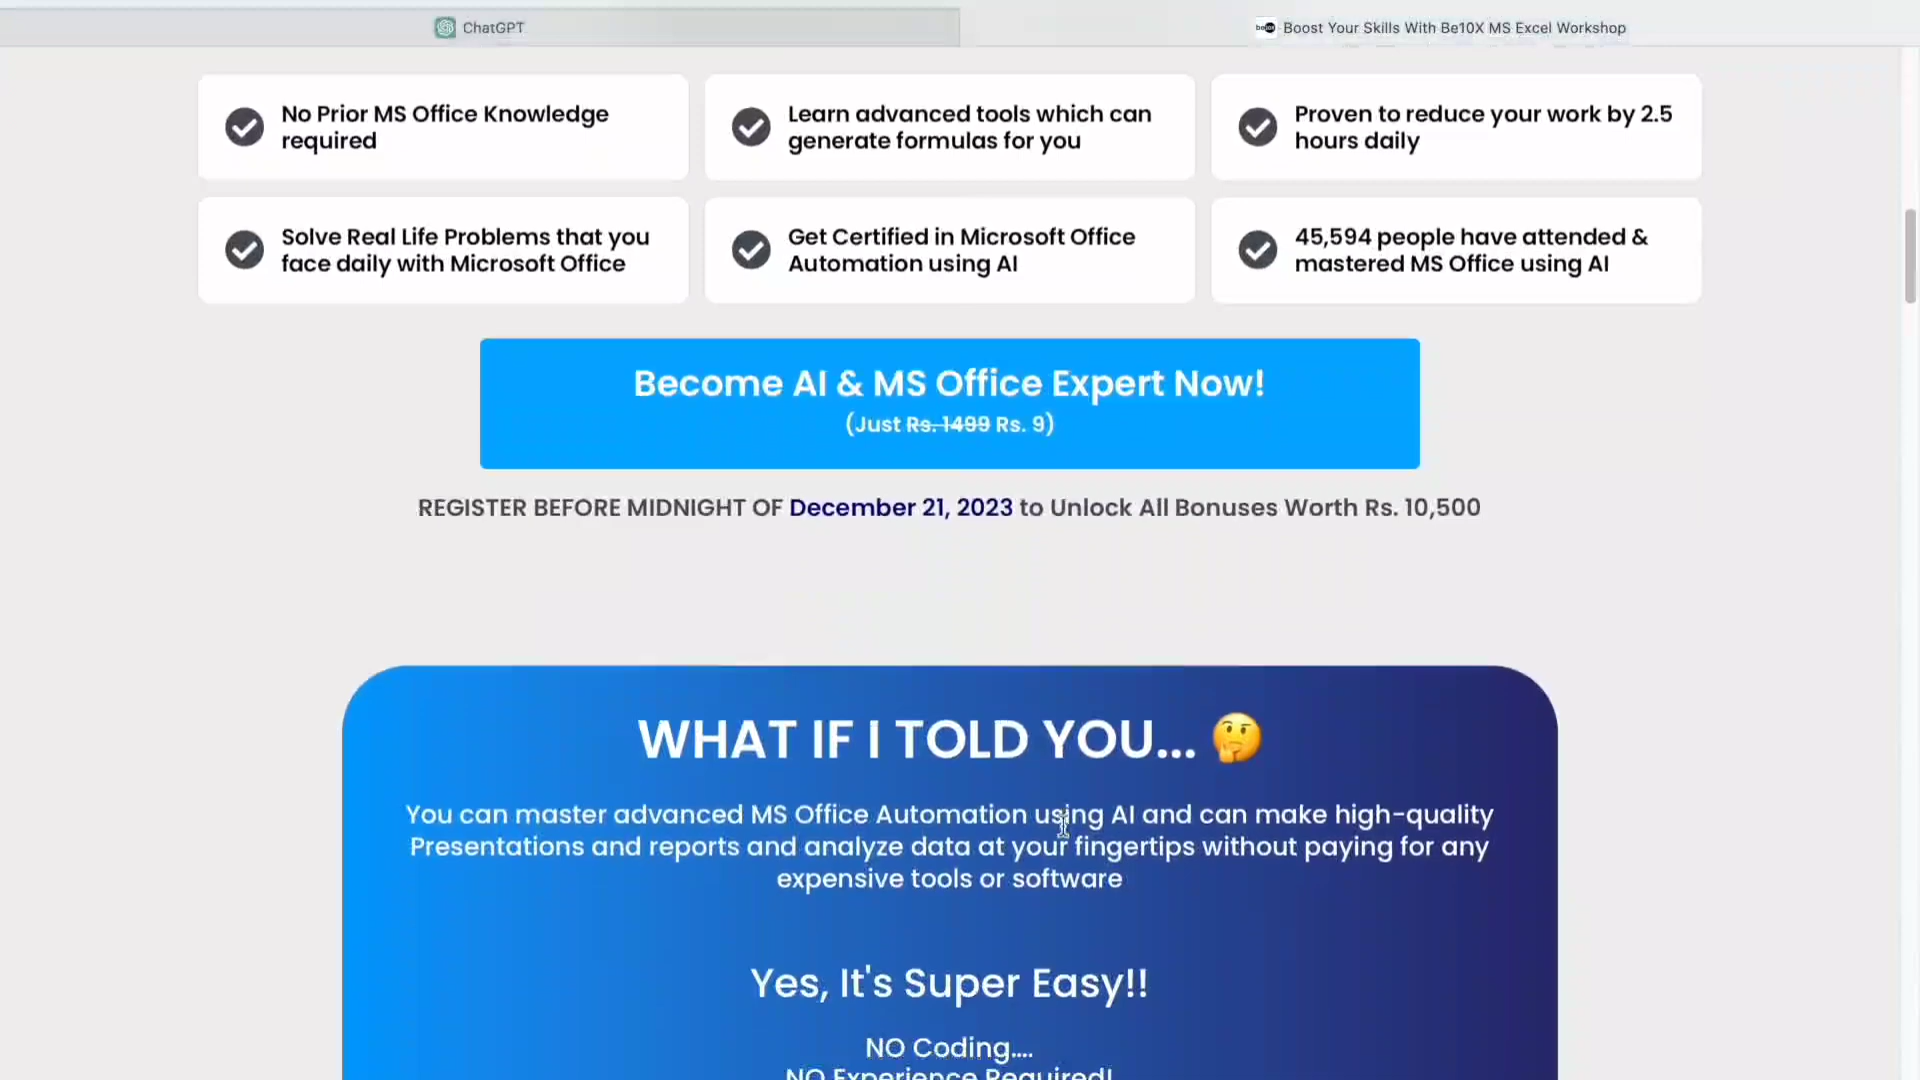 ChatGPT
Boost Your Skills With Be10X MS Excel Workshop
No Prior MS Office Knowledge
required
Learn advanced tools which can
generate formulas for you
Proven to reduce your work by 2.5
hours daily
Solve Real Life Problems that you
face daily with Microsoft Office
Get Certified in Microsoft Office
Automation using AI
45,594 people have attended &
mastered MS Office using AI
Become AI & MS Office Expert Now!
(Just Rs. 1499 Rs. 9)
REGISTER BEFORE MIDNIGHT OF December 21, 2023 to Unlock All Bonuses Worth Rs. 10,500
WHAT IF I TOLD YOU... 🤔
You can master advanced MS Office Automation using AI and can make high-quality
Presentations and reports and analyze data at your fingertips without paying for any
expensive tools or software
Yes, It's Super Easy!!
NO Coding....
NO Experience Required!